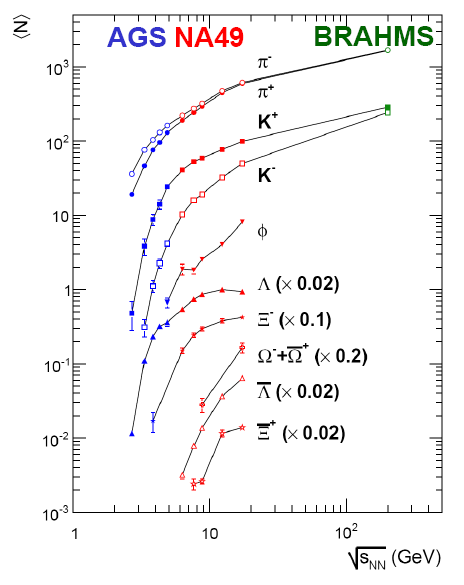 ⟨N⟩
AGS NA49 BRAHMS
10³
π⁻
π⁺
K⁺
10²
K⁻
10
φ
1
Λ (× 0.02)
Ξ⁻ (× 0.1)
10⁻¹
Ω⁻+Ω̅⁺ (× 0.2)
Λ̅ (× 0.02)
10⁻²
Ξ̅⁺ (× 0.02)
10⁻³
1 10 10²
√s_NN (GeV)